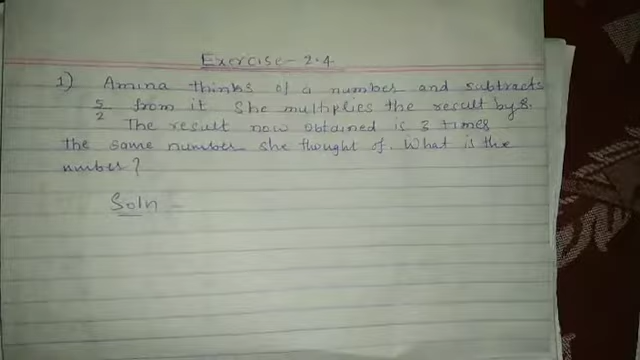 Exercise - 2.4
1) Amina thinks of a number and subtracts
5/2 from it. She multiplies the result by 8.
The result now obtained is 3 times
the same number she thought of. What is the
number?
Soln -